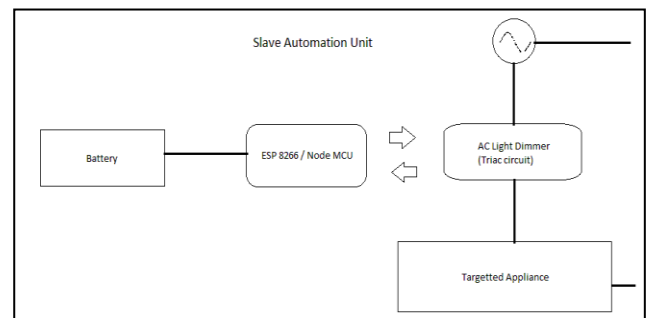 Slave Automation Unit
Battery
ESP 8266 / Node MCU
AC Light Dimmer
(Triac circuit)
Targetted Appliance